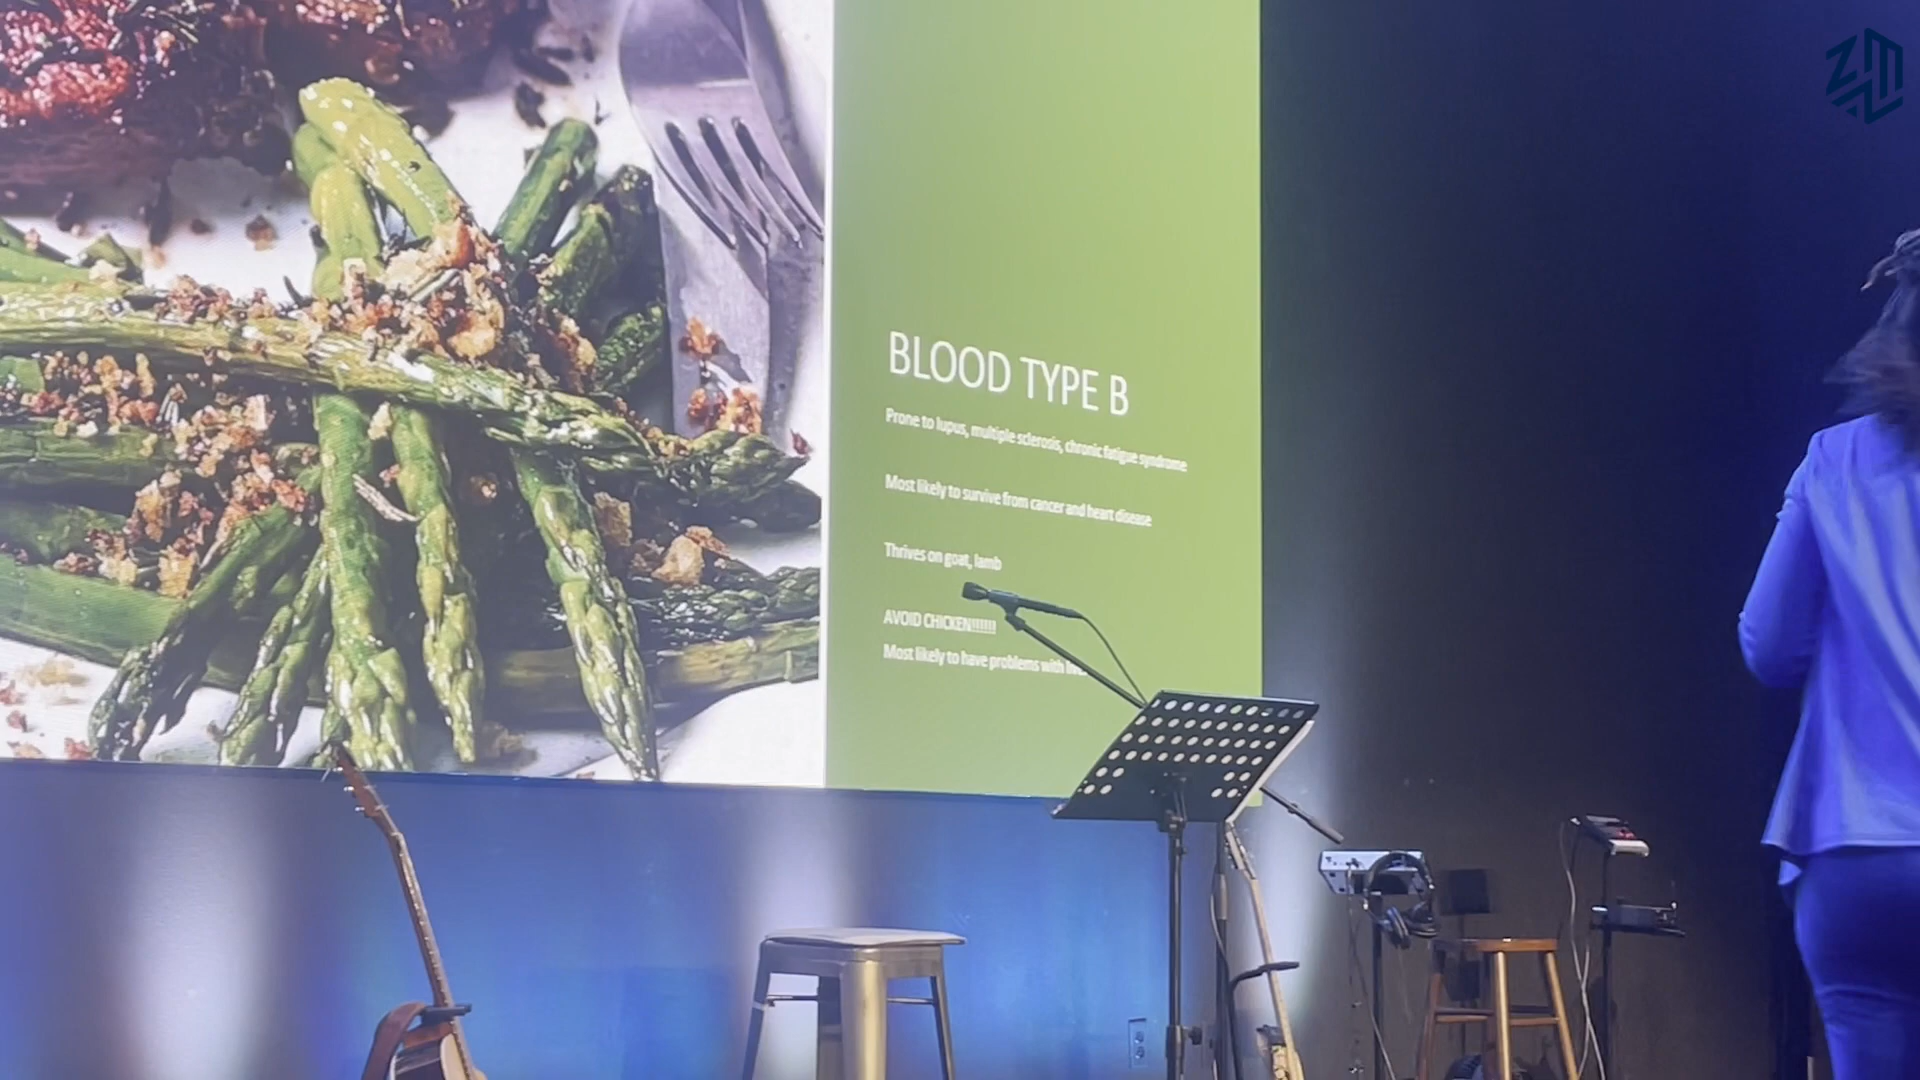 BLOOD TYPE B
Prone to lupus, multiple sclerosis, chronic fatigue syndrome
Most likely to survive from cancer and heart disease
Thrives on goat, lamb
AVOID CHICKEN!!!!!!
Most likely to have problems with